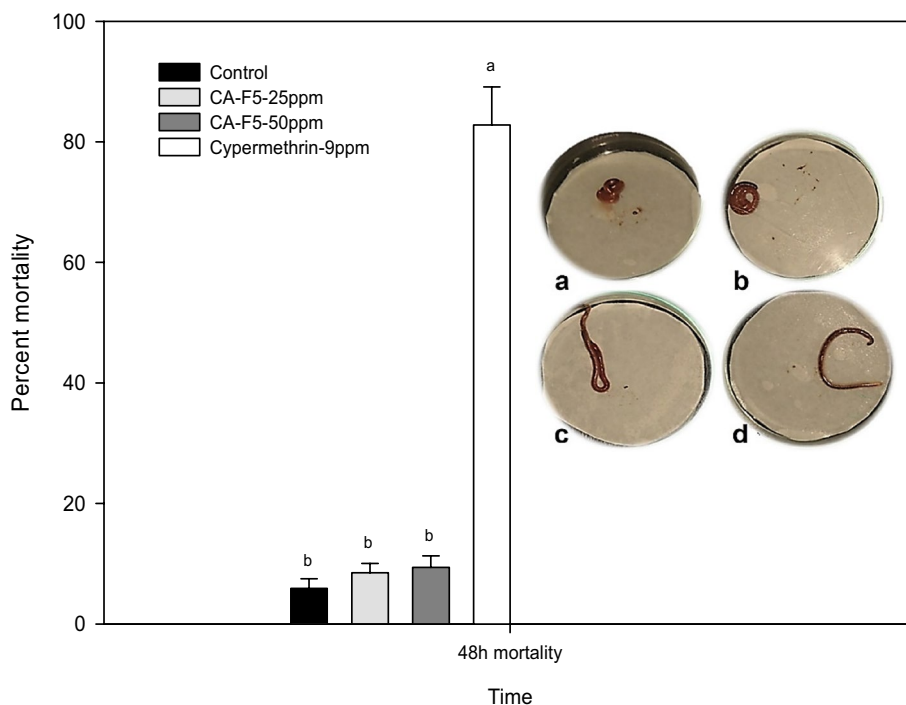 100
80
60
40
20
0
Percent mortality
Control
CA-F5-25ppm
CA-F5-50ppm
Cypermethrin-9ppm
b
b
b
a
a
b
c
d
48h mortality
Time